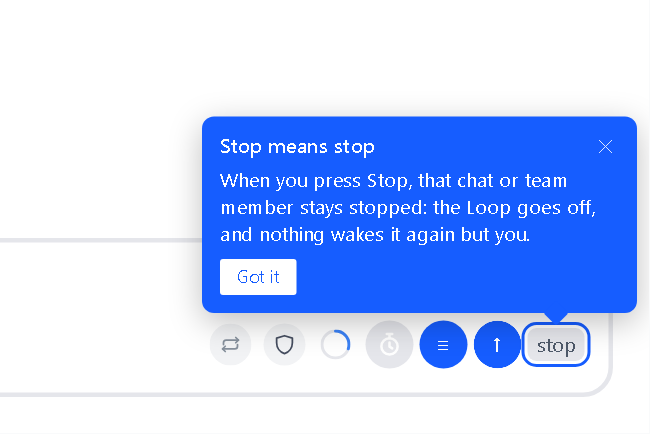 Stop means stop
When you press Stop, that chat or team
member stays stopped: the Loop goes off,
and nothing wakes it again but you.
Got it
stop